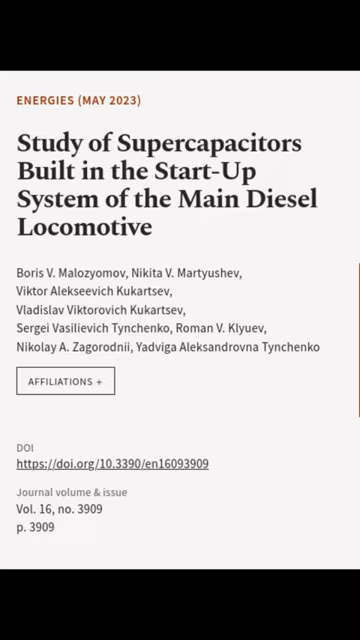 ENERGIES (MAY 2023)
Study of Supercapacitors
Built in the Start-Up
System of the Main Diesel
Locomotive
Boris V. Malozyomov, Nikita V. Martyushev,
Viktor Alekseevich Kukartsev,
Vladislav Viktorovich Kukartsev,
Sergei Vasilievich Tynchenko, Roman V. Klyuev,
Nikolay A. Zagorodnii, Yadviga Aleksandrovna Tynchenko
AFFILIATIONS +
DOI
https://doi.org/10.3390/en16093909
Journal volume & issue
Vol. 16, no. 3909
p. 3909